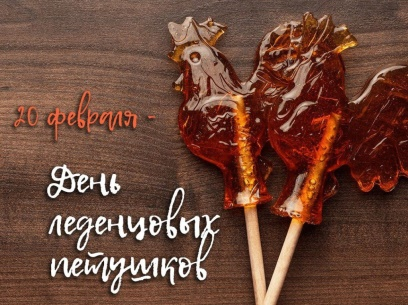 20 февраля -
День
леденцовых
петушков